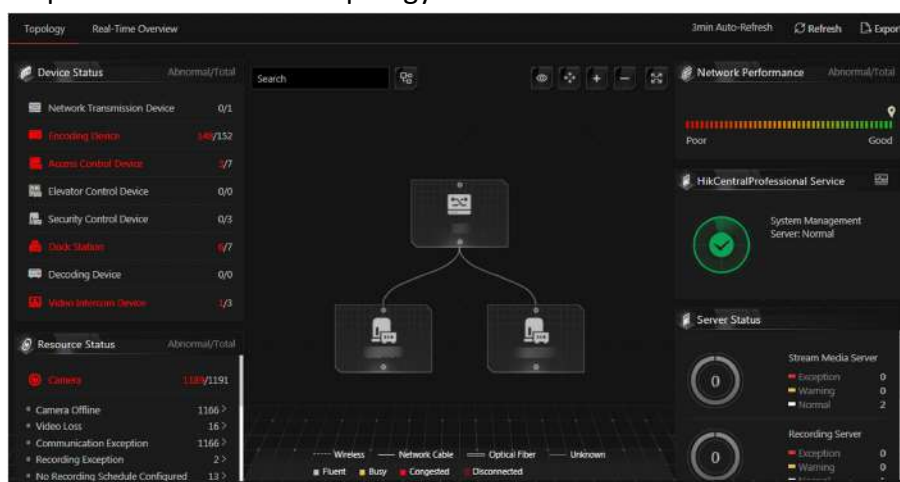 Topology Real-Time Overview 3min Auto-Refresh Refresh Export
Device Status Abnormal/Total
Network Transmission Device 0/1
Encoding Device 149/152
Access Control Device 3/7
Elevator Control Device 0/0
Security Control Device 0/3
Dock Station 6/7
Decoding Device 0/0
Video Intercom Device 1/3
Resource Status Abnormal/Total
Camera 1189/1191
Camera Offline 1166 >
Video Loss 16 >
Communication Exception 1166 >
Recording Exception 2 >
No Recording Schedule Configured 13 >
Search
Wireless Network Cable Optical Fiber Unknown
Fluent Busy Congested Disconnected
Network Performance Abnormal/Total
Poor Good
HikCentralProfessional Service
System Management
Server: Normal
Server Status
0
Stream Media Server
Exception 0
Warning 0
Normal 2
0
Recording Server
Exception 0
Warning 0